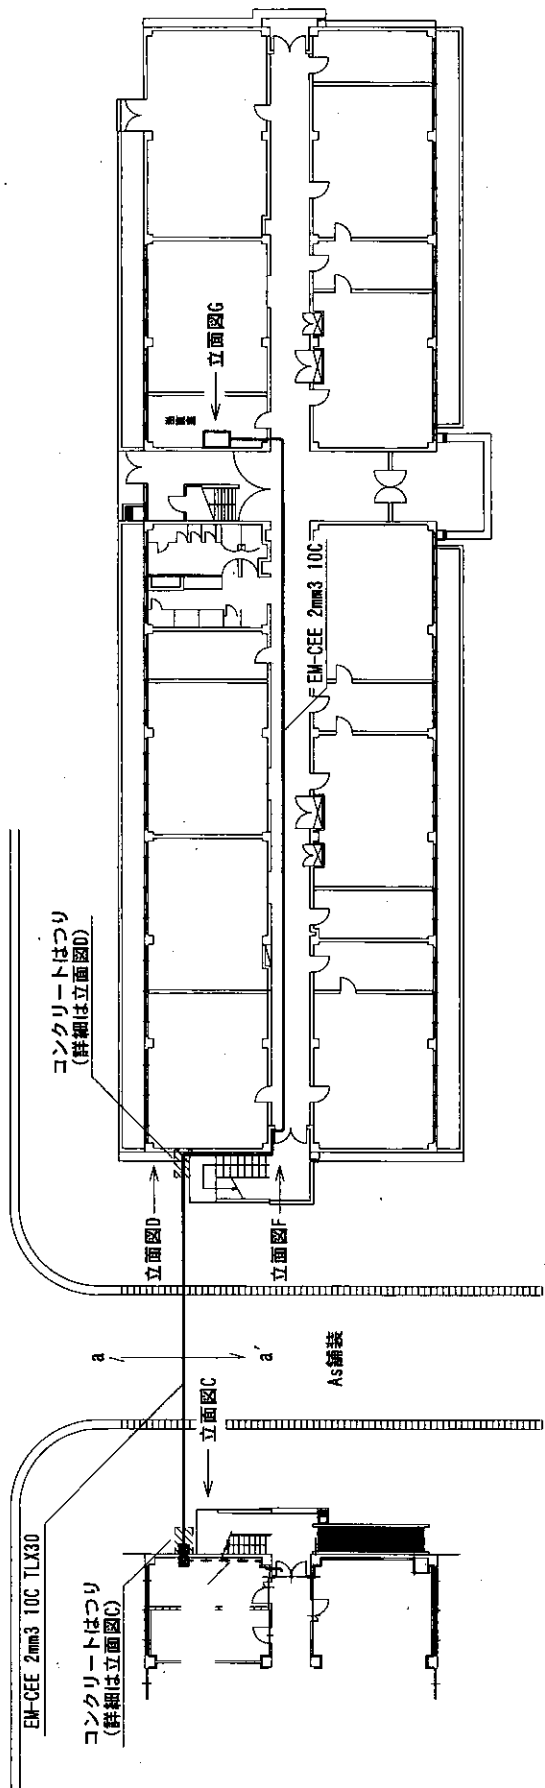 EM-CEE 2mm3 10C TLX30
コンクリートはつり
(詳細は立面図C)
立面図C
a
a'
As舗装
立面図D
立面図F
コンクリートはつり
(詳細は立面図D)
EM-CEE 2mm3 10C
立面図G